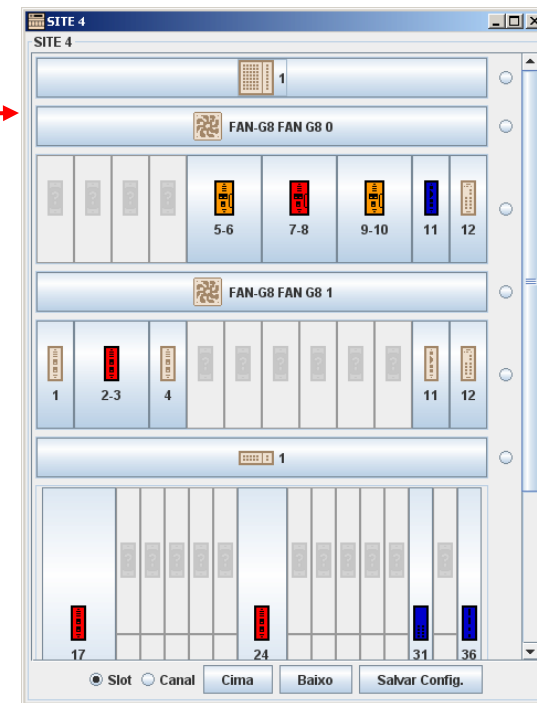 SITE 4
SITE 4
1
FAN-G8 FAN G8 0
5-6 7-8 9-10 11 12
FAN-G8 FAN G8 1
1 2-3 4 11 12
1
17 24 31 36
Slot Canal Cima Baixo Salvar Config.